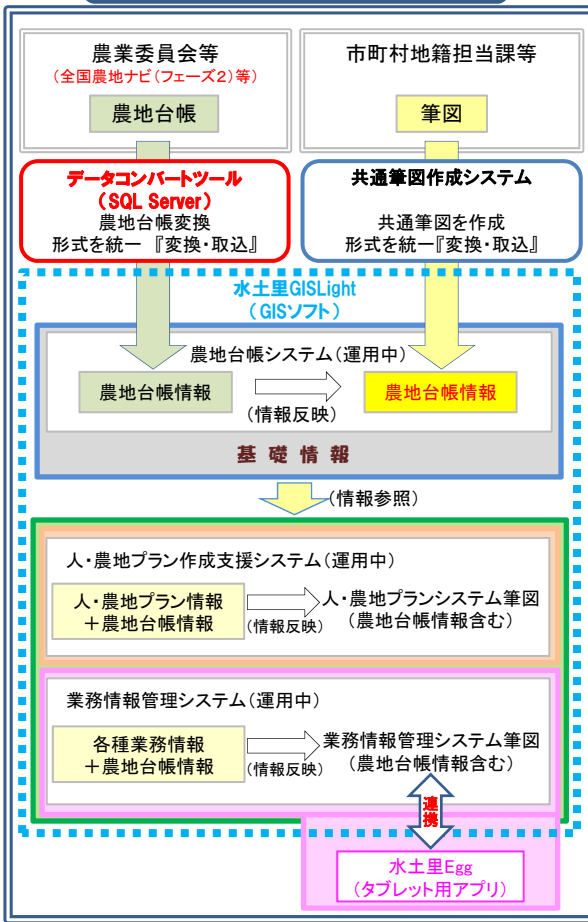 農業委員会等
(全国農地ナビ(フェーズ2)等)
農地台帳
市町村地籍担当課等
筆図
データコンバートツール
(SQL Server)
農地台帳変換
形式を統一 『変換・取込』
共通筆図作成システム
共通筆図を作成
形式を統一『変換・取込』
水土里GISLight
(GISソフト)
農地台帳システム(運用中)
農地台帳情報
(情報反映)
農地台帳情報
基礎情報
(情報参照)
人・農地プラン作成支援システム(運用中)
人・農地プラン情報
+農地台帳情報
(情報反映)
人・農地プランシステム筆図
(農地台帳情報含む)
業務情報管理システム(運用中)
各種業務情報
+農地台帳情報
(情報反映)
業務情報管理システム筆図
(農地台帳情報含む)
連携
水土里Egg
(タブレット用アプリ)